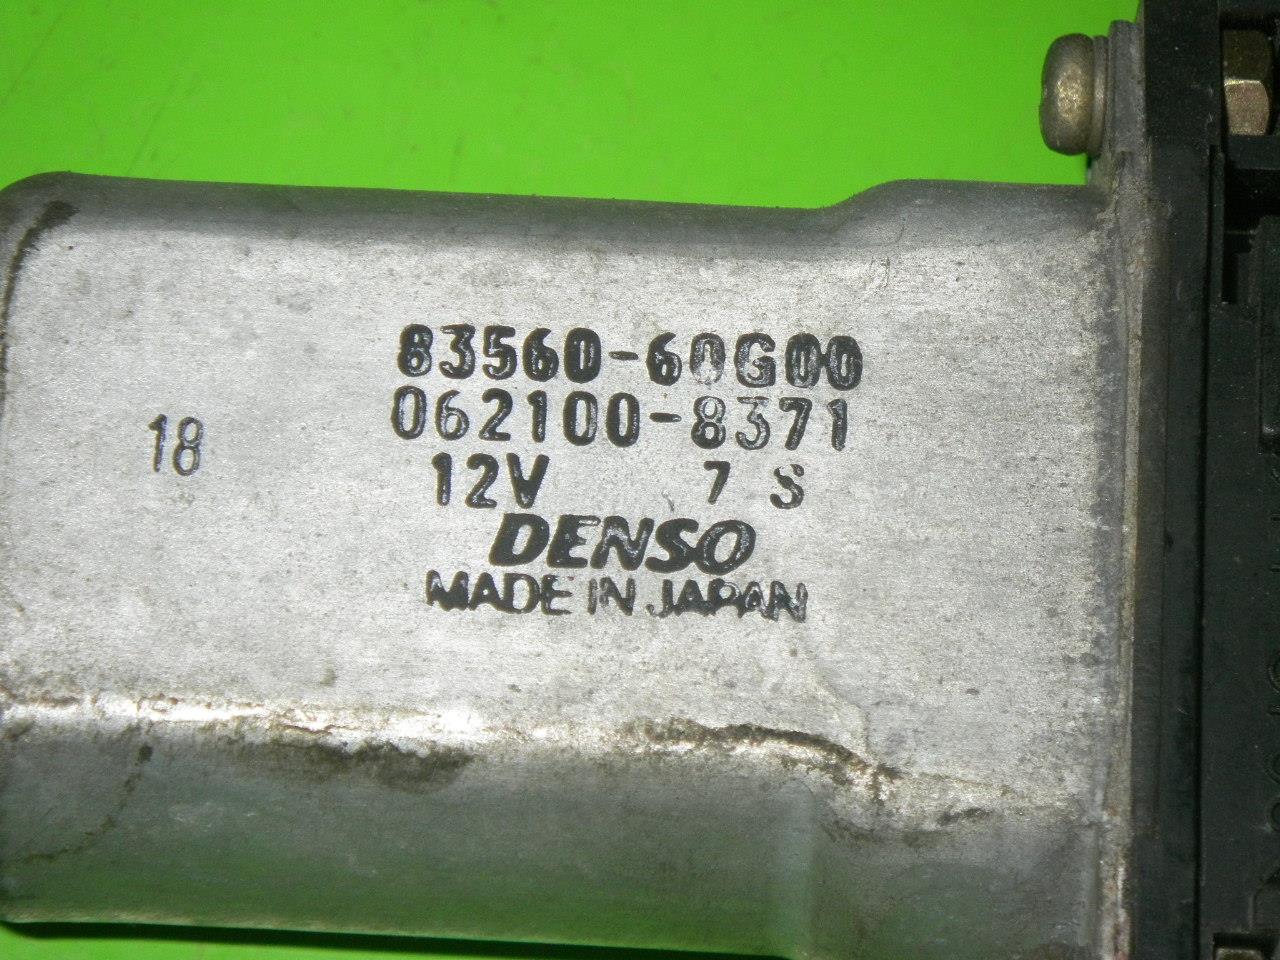 83560-60G00
062100-8371
18
12V 7 S
DENSO
MADE IN JAPAN